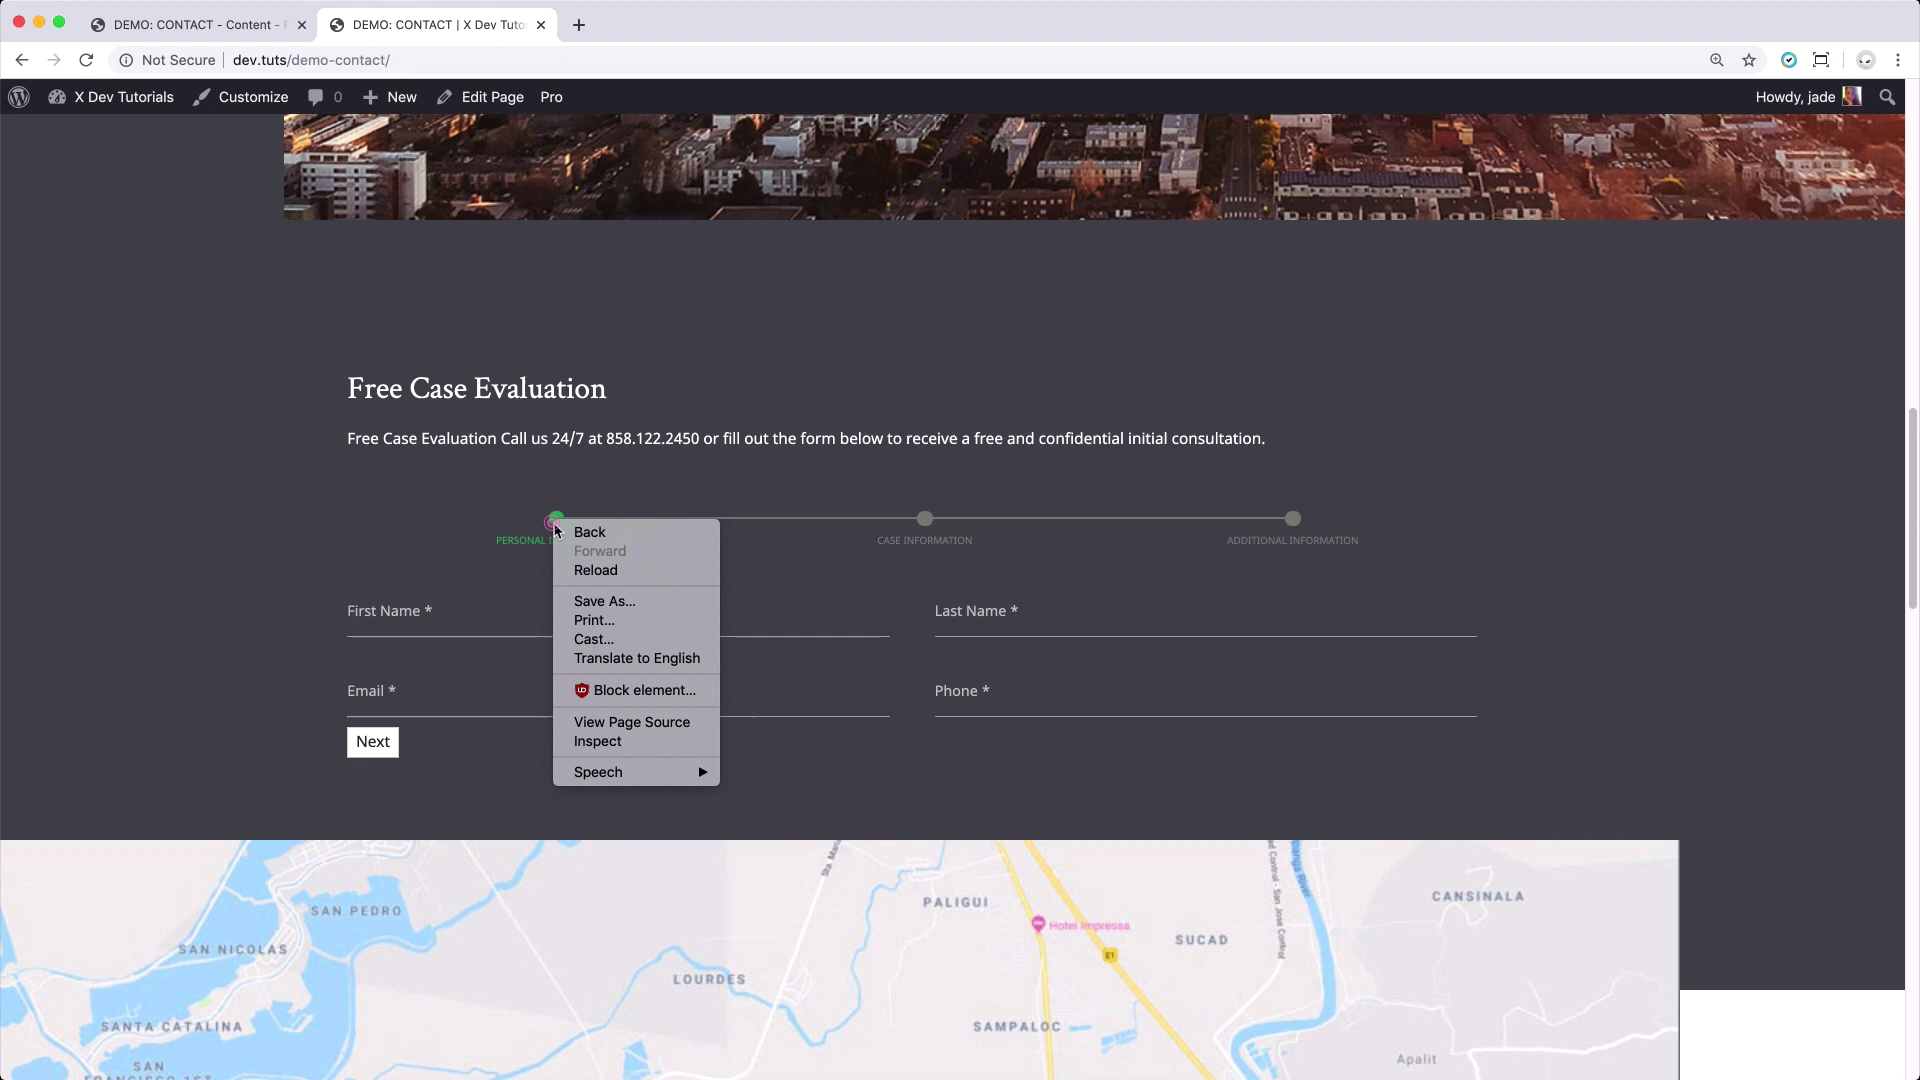 DEMO: CONTACT - Content -
DEMO: CONTACT | X Dev Tuto
Not Secure
dev.tuts/demo-contact/
X Dev Tutorials
Customize
0
New
Edit Page
Pro
Howdy, jade
Free Case Evaluation
Free Case Evaluation Call us 24/7 at 858.122.2450 or fill out the form below to receive a free and confidential initial consultation.
PERSONAL
CASE INFORMATION
ADDITIONAL INFORMATION
First Name *
Last Name *
Email *
Phone *
Next
Back
Forward
Reload
Save As...
Print...
Cast...
Translate to English
Block element...
View Page Source
Inspect
Speech
SAN PEDRO
SAN NICOLAS
SANTA CATALINA
SAN
LOURDES
PALIGUI
Hotel Impressa
E1
SUCAD
CANSINALA
SAMPALOC
Apalit